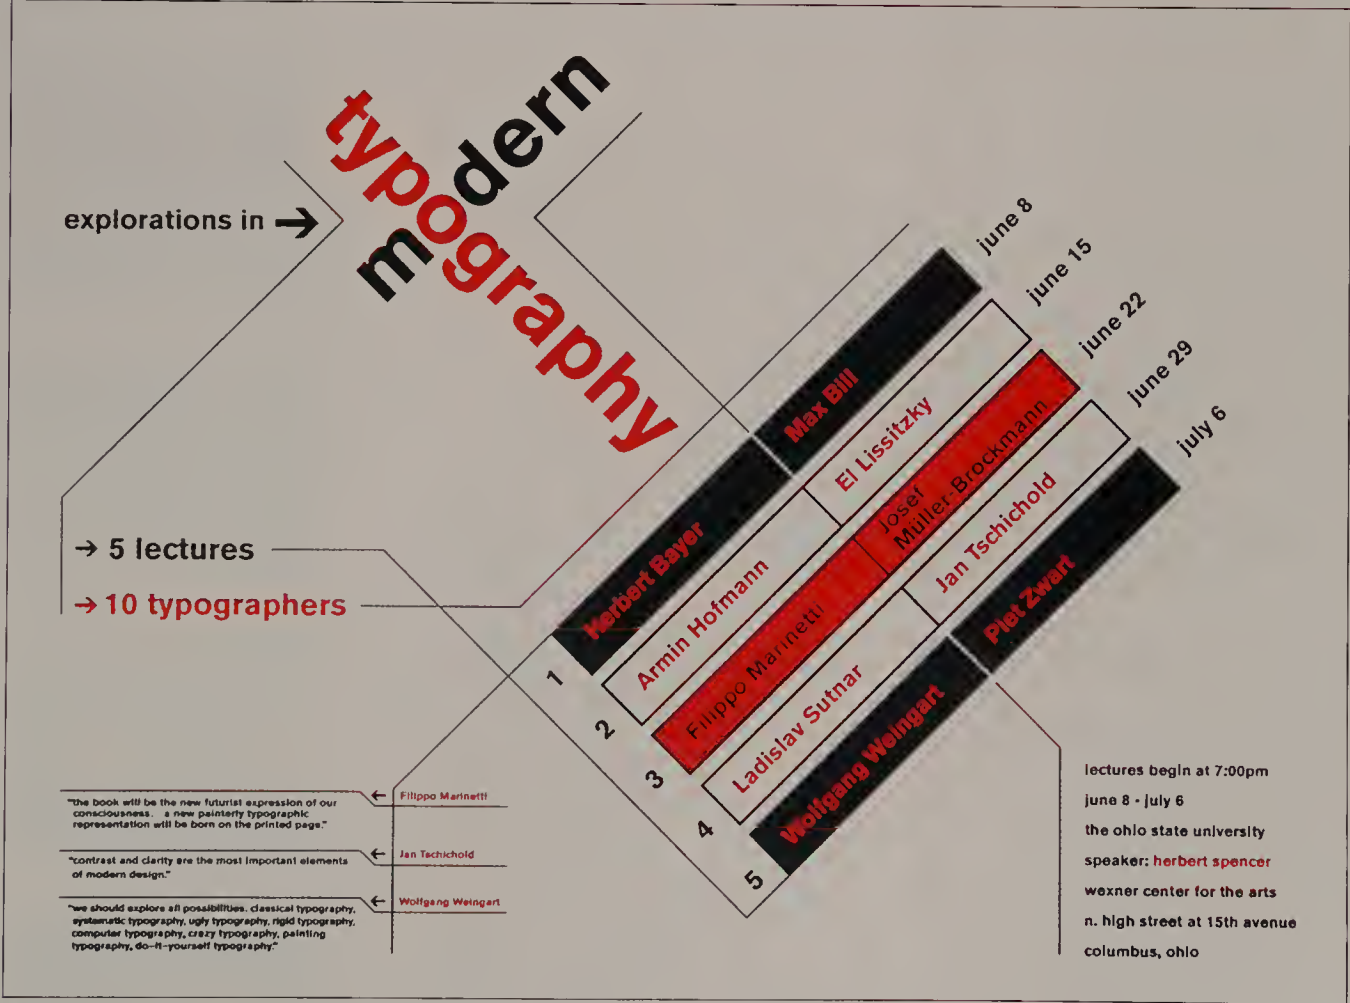 explorations in →
modern
typography
→ 5 lectures
→ 10 typographers
june 8
june 15
june 22
june 29
july 6
1
Herbert Bayer
Max Bill
2
Armin Hofmann
El Lissitzky
3
Filippo Marinetti
Josef
Müller-Brockmann
4
Ladislav Sutnar
Jan Tschichold
5
Wolfgang Weingart
Piet Zwart
← Filippo Marinetti
"the book will be the new futurist expression of our
consciousness. a new painterly typographic
representation will be born on the printed page."
← Jan Tschichold
"contrast and clarity are the most important elements
of modern design."
← Wolfgang Weingart
"we should explore all possibilities. classical typography,
systematic typography, ugly typography, rigid typography,
computer typography, crazy typography, painting
typography, do-it-yourself typography."
lectures begin at 7:00pm
june 8 - july 6
the ohio state university
speaker: herbert spencer
wexner center for the arts
n. high street at 15th avenue
columbus, ohio